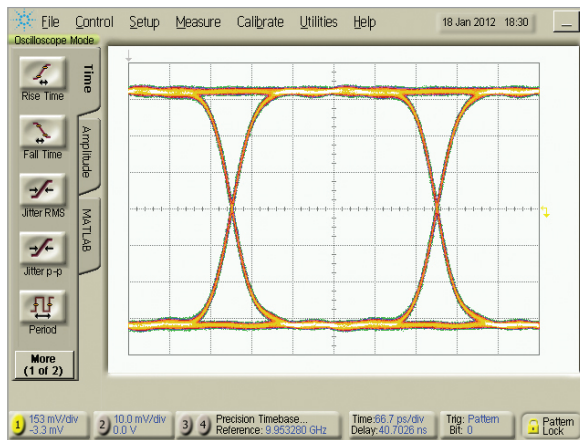 File Control Setup Measure Calibrate Utilities Help 18 Jan 2012 18:30
Oscilloscope Mode
Time
Rise Time
Amplitude
Fall Time
MATLAB
Jitter RMS
Jitter p-p
Period
More
(1 of 2)
1 153 mV/div
-3.3 mV
2 10.0 mV/div
0.0 V
3 4 Precision Timebase...
Reference: 9.953280 GHz
Time:66.7 ps/div
Delay:40.7026 ns
Trig: Pattern
Bit: 0
Pattern
Lock